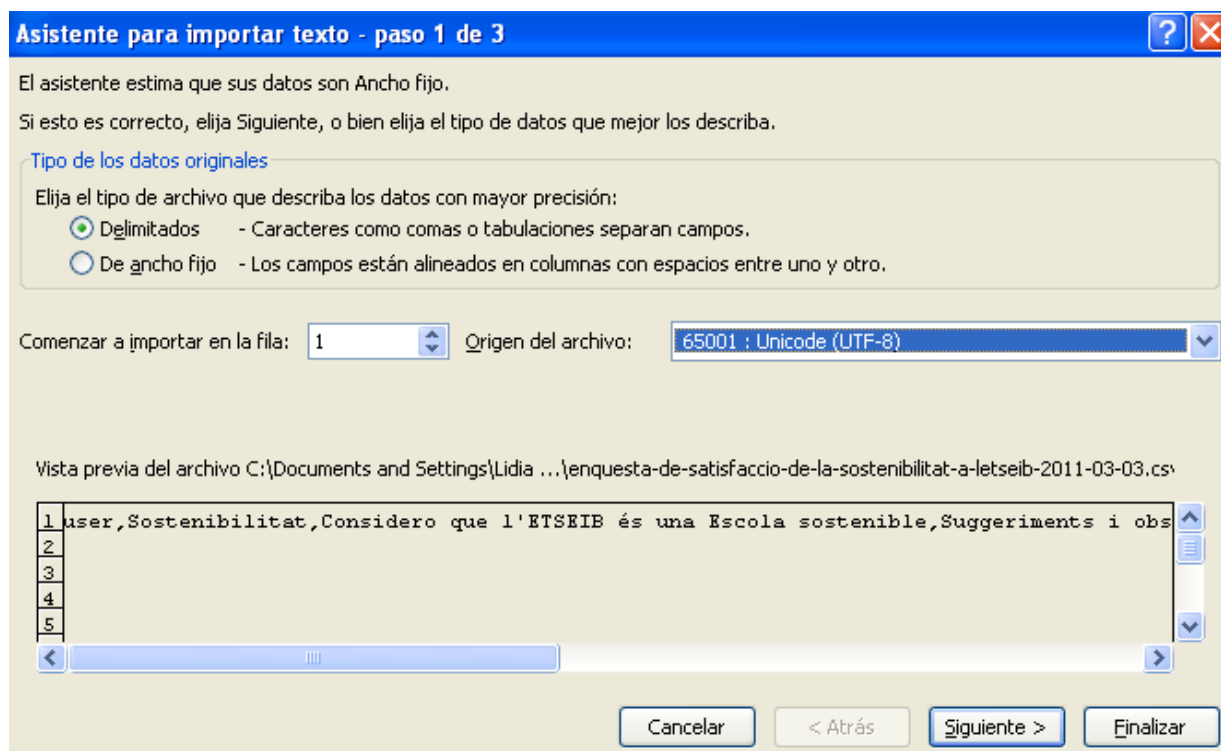 Asistente para importar texto - paso 1 de 3
El asistente estima que sus datos son Ancho fijo.
Si esto es correcto, elija Siguiente, o bien elija el tipo de datos que mejor los describa.
Tipo de los datos originales
Elija el tipo de archivo que describa los datos con mayor precisión:
Delimitados - Caracteres como comas o tabulaciones separan campos.
De ancho fijo - Los campos están alineados en columnas con espacios entre uno y otro.
Comenzar a importar en la fila: 1 Origen del archivo: 65001 : Unicode (UTF-8)
Vista previa del archivo C:\Documents and Settings\Lidia ...\enquesta-de-satisfaccio-de-la-sostenibilitat-a-letseib-2011-03-03.csv
1 user,Sostenibilitat,Considero que l'ETSEIB és una Escola sostenible,Suggeriments i obs
2
3
4
5
Cancelar < Atrás Siguiente > Finalizar